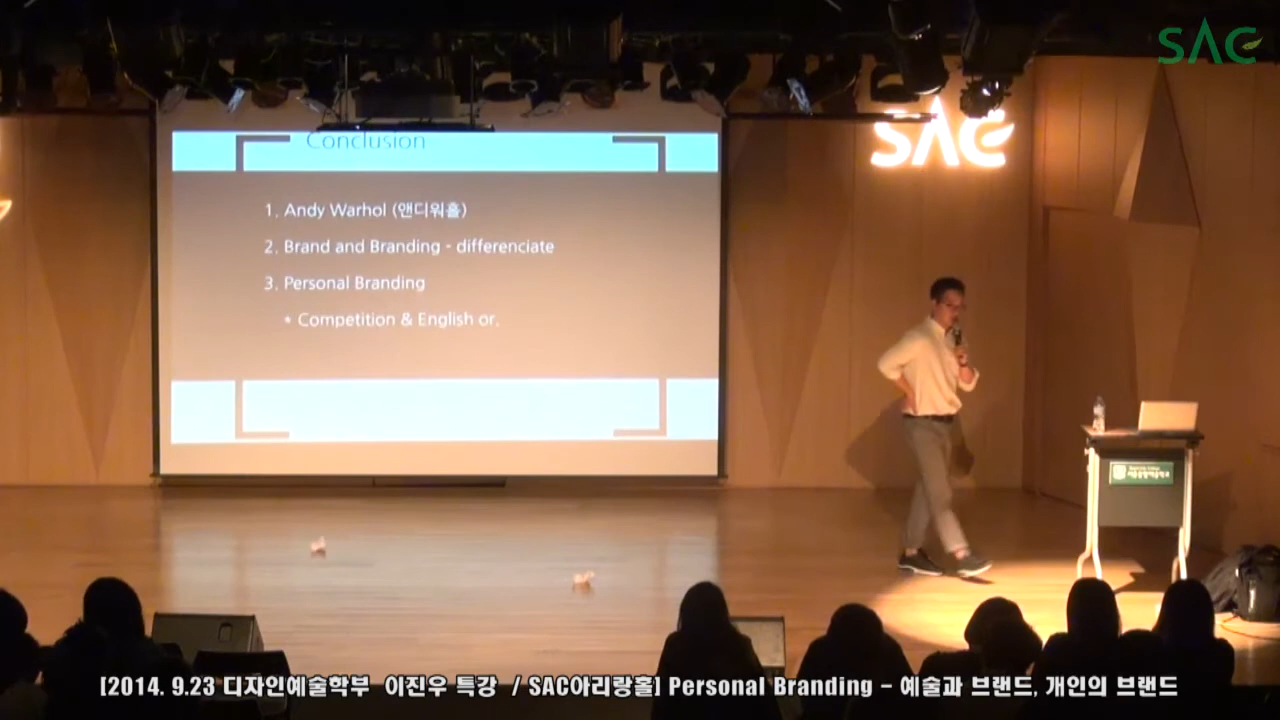 SAC
SAC
Conclusion
1. Andy Warhol (앤디워홀)
2. Brand and Branding - differenciate
3. Personal Branding
* Competition & English or.
[2014. 9.23 디자인예술학부 이진우 특강 / SAC아리랑홀] Personal Branding - 예술과 브랜드, 개인의 브랜드